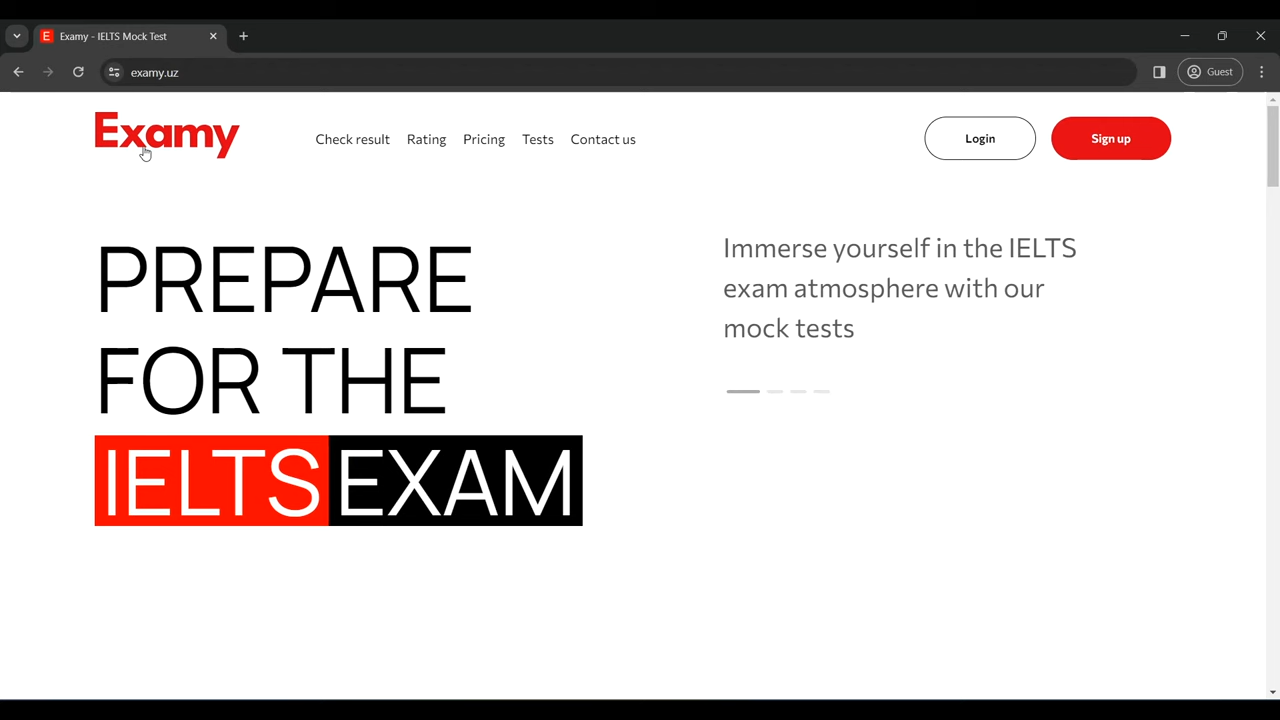 Examy - IELTS Mock Test
examy.uz
Guest
Examy
Check result
Rating
Pricing
Tests
Contact us
Login
Sign up
PREPARE
FOR THE
IELTS EXAM
Immerse yourself in the IELTS
exam atmosphere with our
mock tests